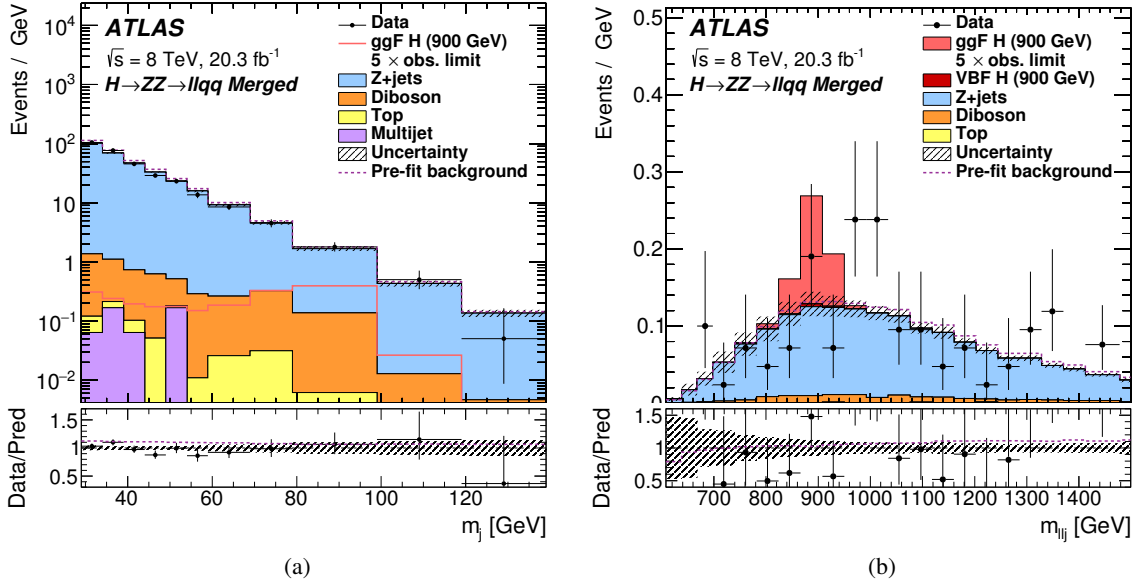 Events / GeV
10⁴
10³
10²
10
1
10⁻¹
10⁻²
ATLAS
√s = 8 TeV, 20.3 fb⁻¹
H→ZZ→llqq Merged
Data
ggF H (900 GeV)
5 × obs. limit
Z+jets
Diboson
Top
Multijet
Uncertainty
Pre-fit background
Data/Pred
1.5
1
0.5
40 60 80 100 120
m_j [GeV]
(a)
Events / GeV
0.5
0.4
0.3
0.2
0.1
0
ATLAS
√s = 8 TeV, 20.3 fb⁻¹
H→ZZ→llqq Merged
Data
ggF H (900 GeV)
5 × obs. limit
VBF H (900 GeV)
Z+jets
Diboson
Top
Uncertainty
Pre-fit background
Data/Pred
1.5
1
0.5
700 800 900 1000 1100 1200 1300 1400
m_llj [GeV]
(b)